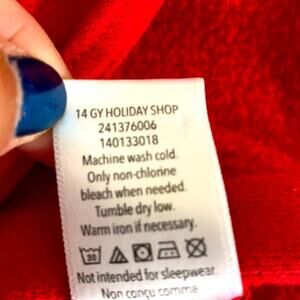 14 GY HOLIDAY SHOP
241376006
140133018
Machine wash cold.
Only non-chlorine
bleach when needed.
Tumble dry low.
Warm iron if necessary.
30
Not intended for sleepwear.
Non conçu comme